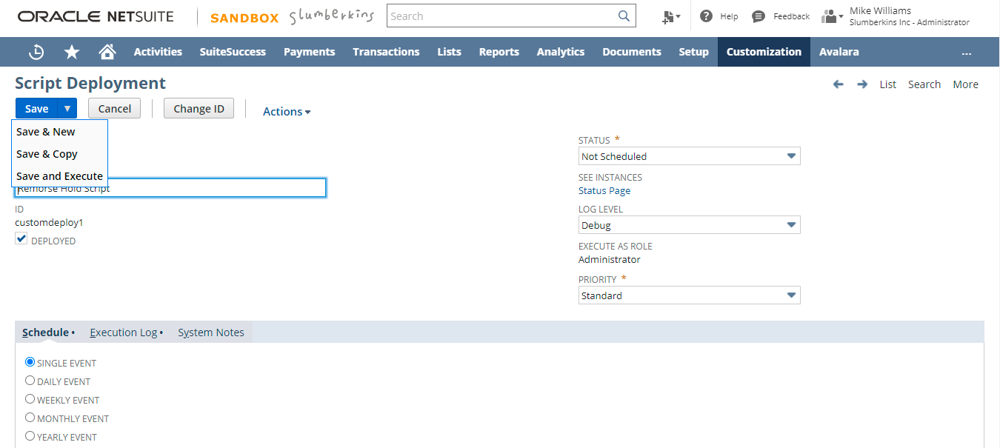 ORACLE NETSUITE SANDBOX slumberkins Search Help Feedback Mike Williams
Slumberkins Inc - Administrator
Activities SuiteSuccess Payments Transactions Lists Reports Analytics Documents Setup Customization Avalara ...
Script Deployment
List Search More
Save Cancel Change ID Actions
Save & New
Save & Copy
Save and Execute
Remorse Hold Script
ID
customdeploy1
DEPLOYED
STATUS *
Not Scheduled
SEE INSTANCES
Status Page
LOG LEVEL
Debug
EXECUTE AS ROLE
Administrator
PRIORITY *
Standard
Schedule • Execution Log • System Notes
SINGLE EVENT
DAILY EVENT
WEEKLY EVENT
MONTHLY EVENT
YEARLY EVENT